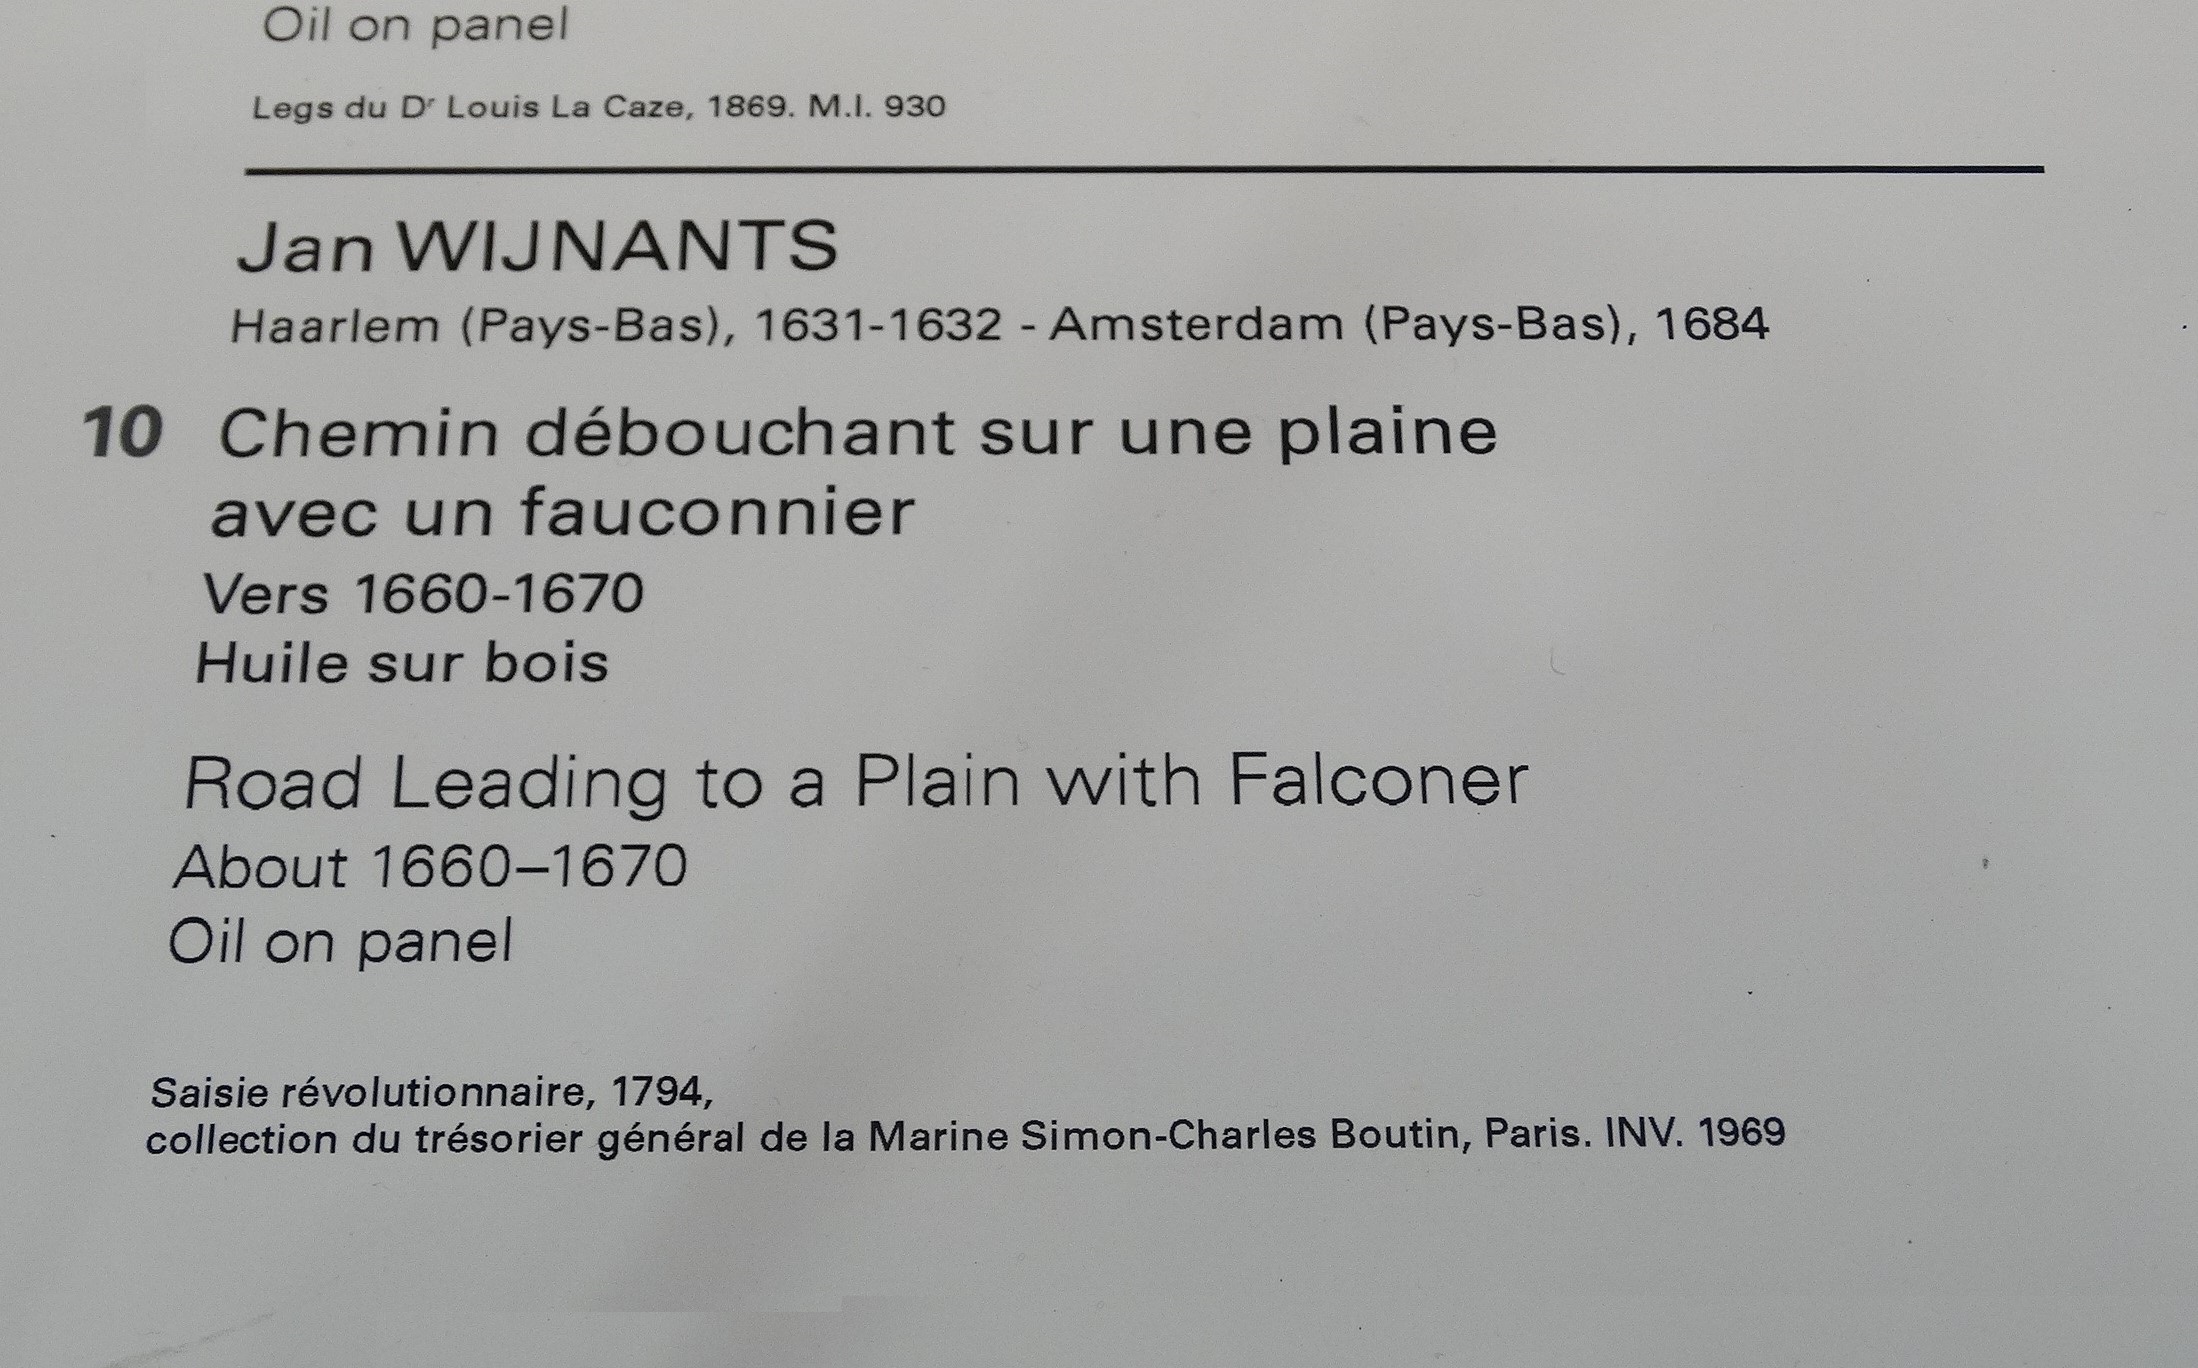 Oil on panel
Legs du Dʳ Louis La Caze, 1869. M.I. 930
Jan WIJNANTS
Haarlem (Pays-Bas), 1631-1632 - Amsterdam (Pays-Bas), 1684
10 Chemin débouchant sur une plaine
avec un fauconnier
Vers 1660-1670
Huile sur bois
Road Leading to a Plain with Falconer
About 1660–1670
Oil on panel
Saisie révolutionnaire, 1794,
collection du trésorier général de la Marine Simon-Charles Boutin, Paris. INV. 1969